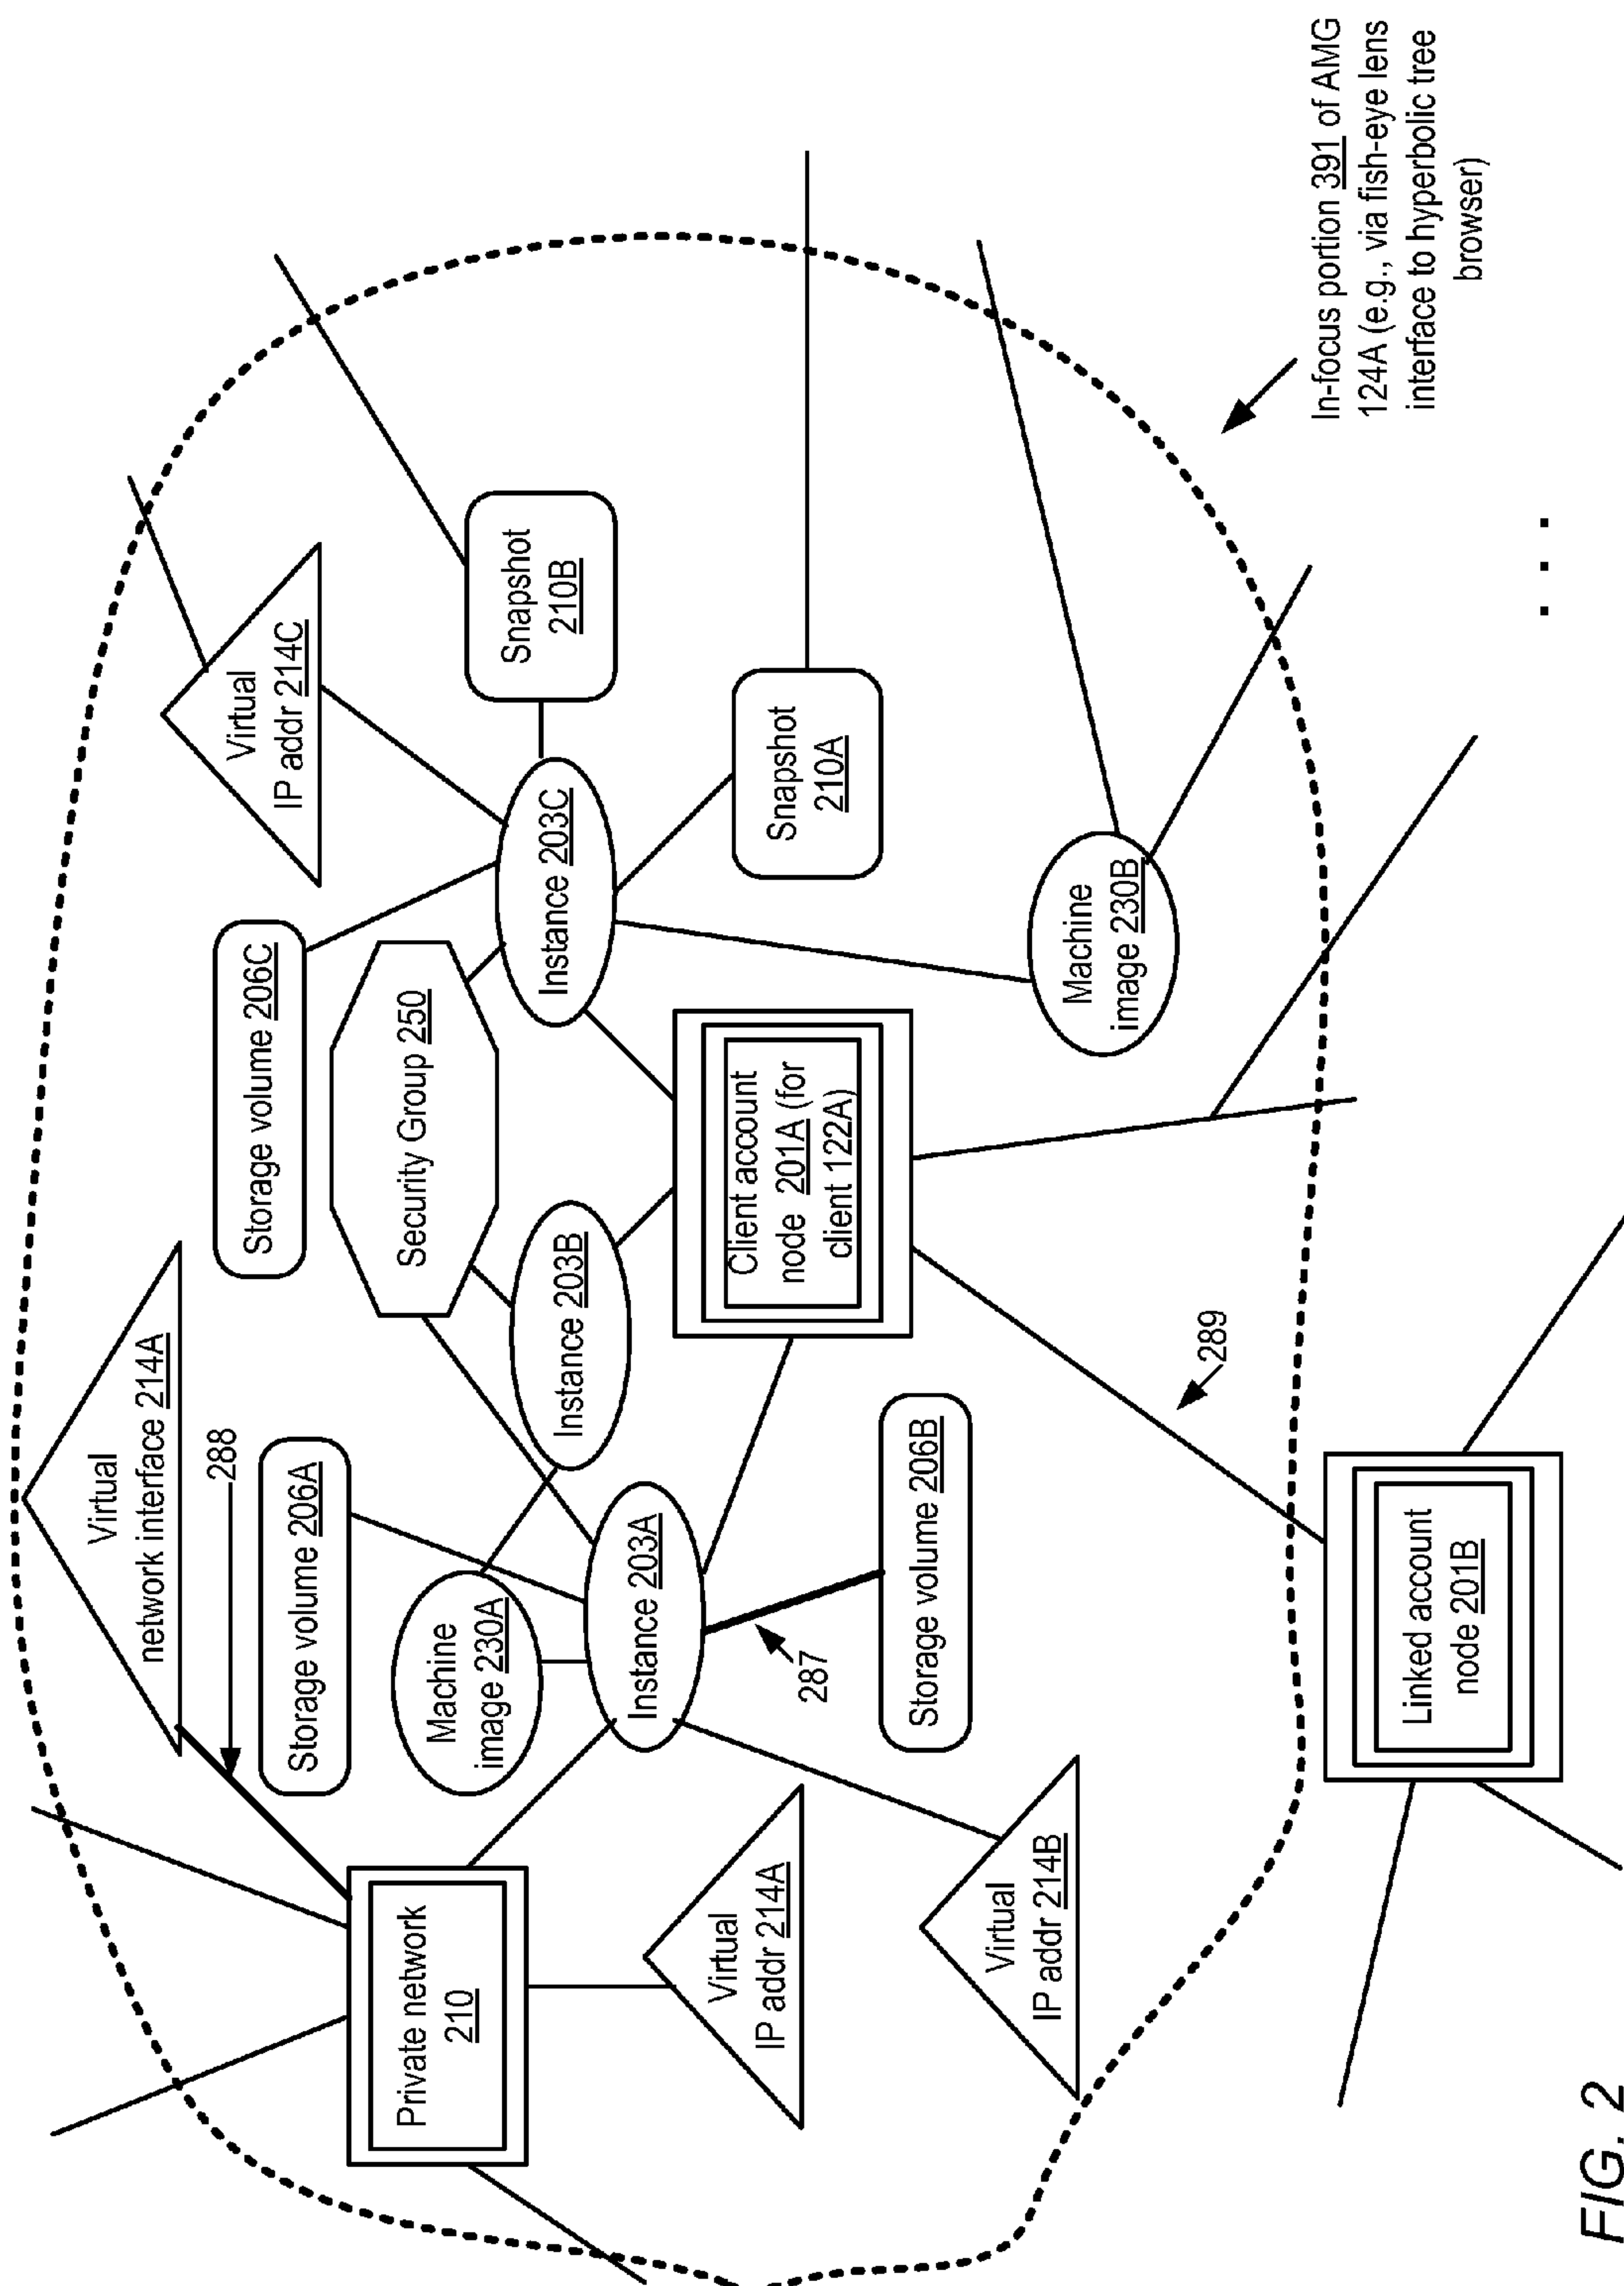 Virtual
network interface 214A
288
Virtual
IP addr 214C
Storage volume 206C
Storage volume 206A
Security Group 250
Snapshot
210B
Private network
210
Machine
image 230A
Instance 203B
Instance 203C
Instance 203A
Client account
node 201A (for
client 122A)
Snapshot
210A
Virtual
IP addr 214A
287
Storage volume 206B
Virtual
IP addr 214B
Machine
image 230B
289
In-focus portion 391 of AMG
124A (e.g., via fish-eye lens
interface to hyperbolic tree
browser)
Linked account
node 201B
. . .
FIG. 2